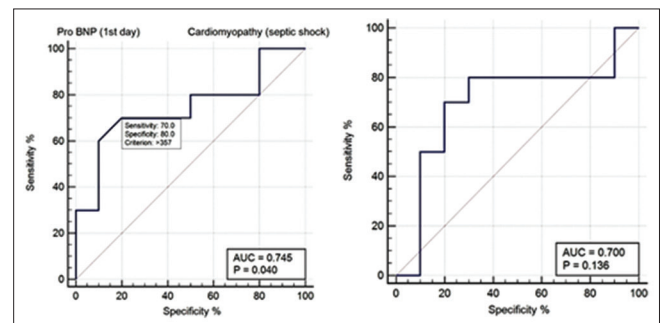 Pro BNP (1st day) Cardiomyopathy (septic shock)
100
80
60
40
20
0
Sensitivity %
Sensitivity: 70.0
Specificity: 80.0
Criterion: >357
AUC = 0.745
P = 0.040
0 20 40 60 80 100
Specificity %
100
80
60
40
20
0
Sensitivity %
AUC = 0.700
P = 0.136
0 20 40 60 80 100
Specificity %